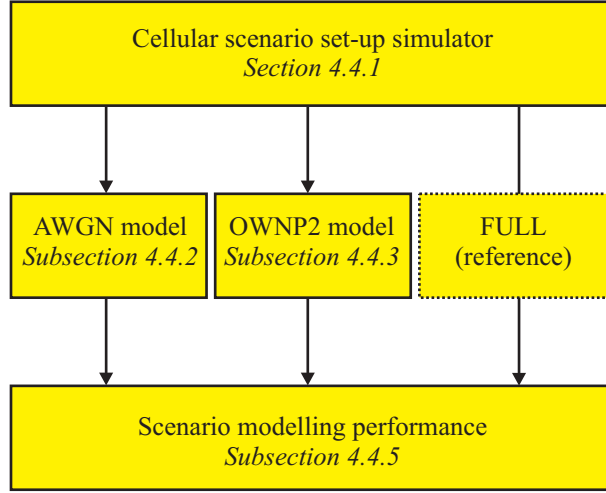 Cellular scenario set-up simulator
Section 4.4.1
AWGN model
Subsection 4.4.2
OWNP2 model
Subsection 4.4.3
FULL
(reference)
Scenario modelling performance
Subsection 4.4.5